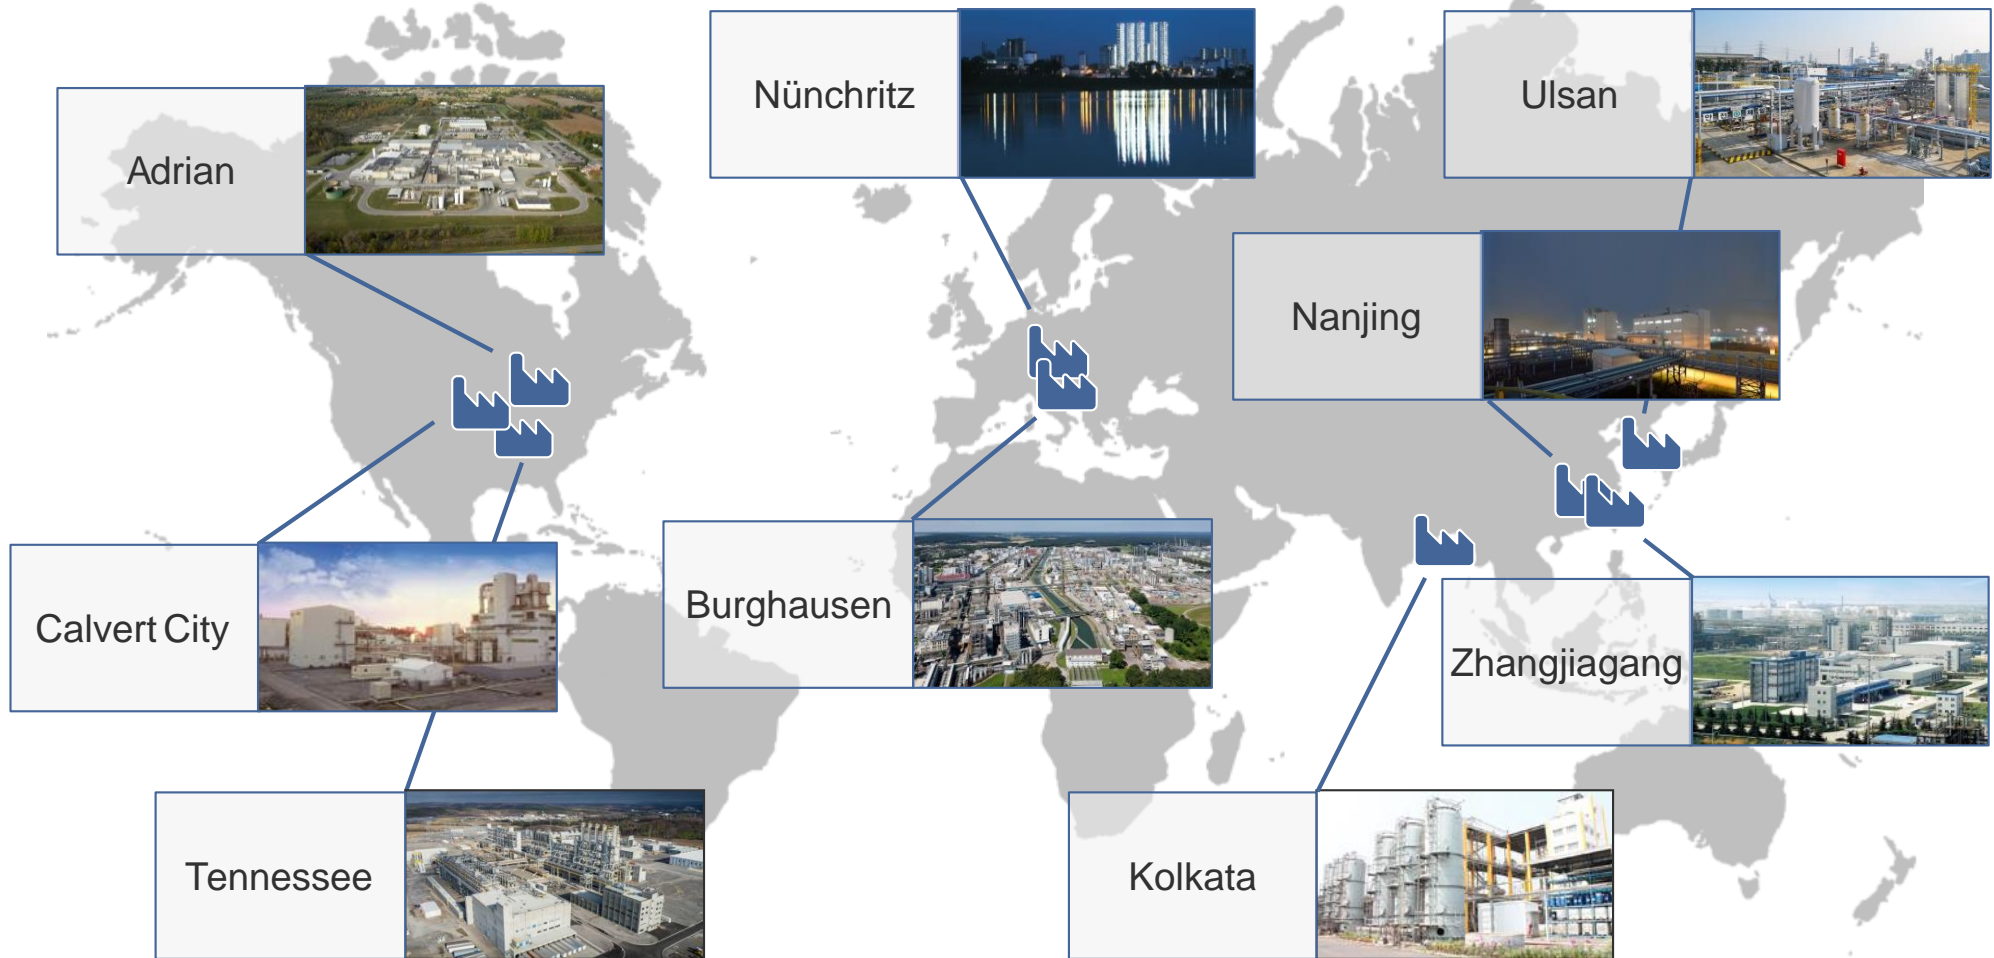 Nünchritz
Ulsan
Adrian
Nanjing
Burghausen
Calvert City
Zhangjiagang
Tennessee
Kolkata